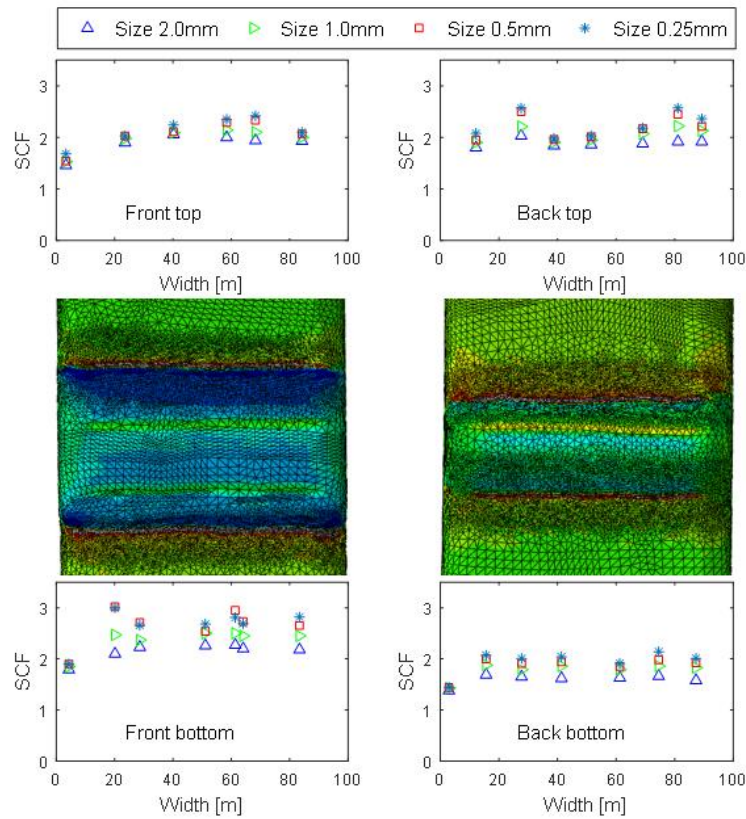 Size 2.0mm Size 1.0mm Size 0.5mm Size 0.25mm
3
2
1
0
SCF
Front top
0 20 40 60 80 100
Width [m]
3
2
1
0
SCF
Back top
0 20 40 60 80 100
Width [m]
3
2
1
0
SCF
Front bottom
0 20 40 60 80 100
Width [m]
3
2
1
0
SCF
Back bottom
0 20 40 60 80 100
Width [m]